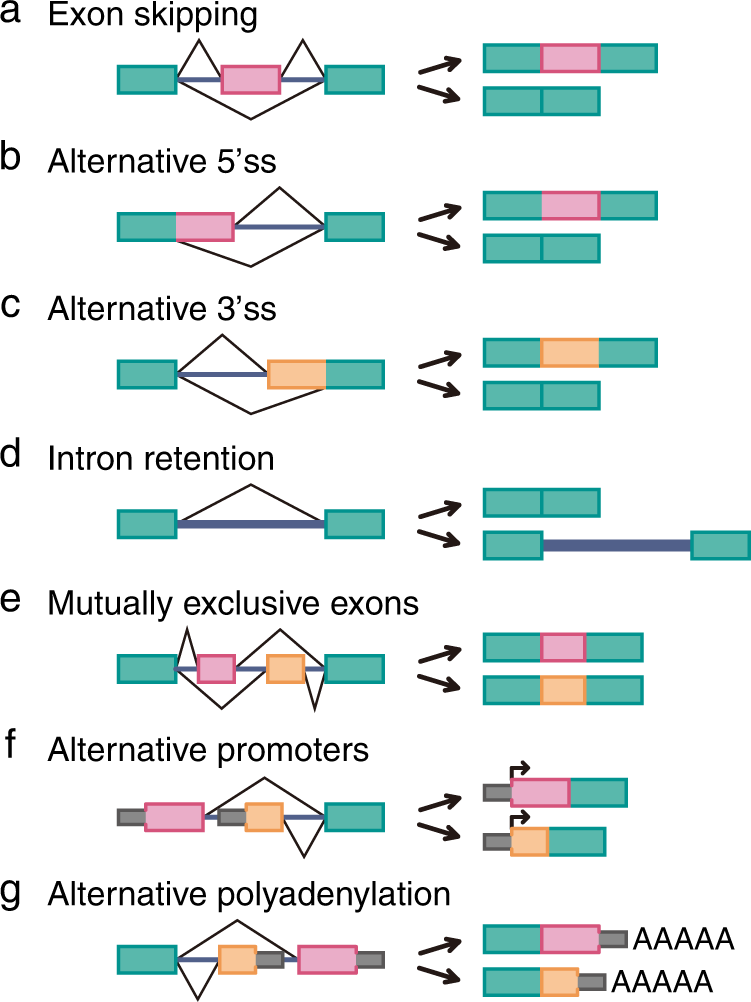 a Exon skipping
b Alternative 5'ss
c Alternative 3'ss
d Intron retention
e Mutually exclusive exons
f Alternative promoters
g Alternative polyadenylation
AAAAA
AAAAA